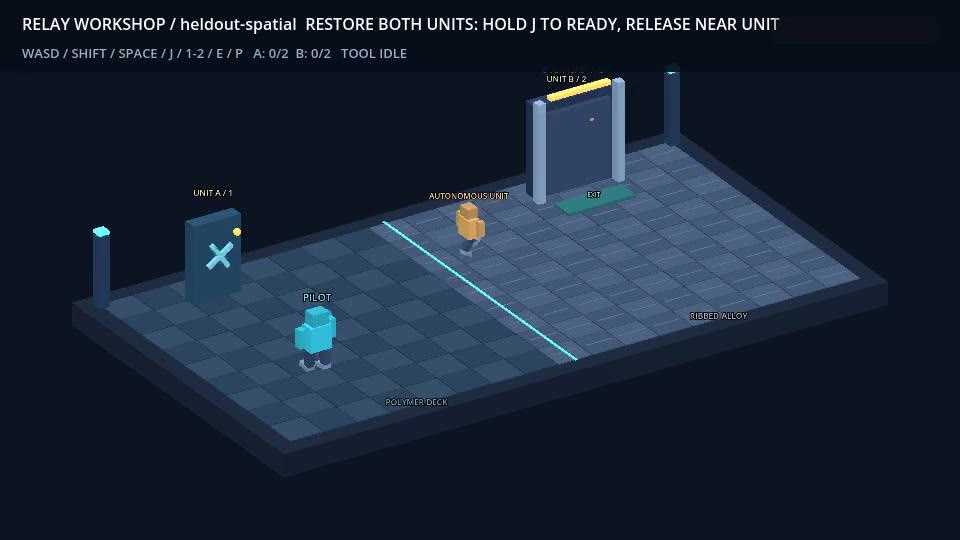 RELAY WORKSHOP / heldout-spatial RESTORE BOTH UNITS: HOLD J TO READY, RELEASE NEAR UNIT
WASD / SHIFT / SPACE / J / 1-2 / E / P A: 0/2 B: 0/2 TOOL IDLE
UNIT B / 2
UNIT A / 1
AUTONOMOUS UNIT
EXIT
PILOT
RIBBED ALLOY
POLYMER DECK